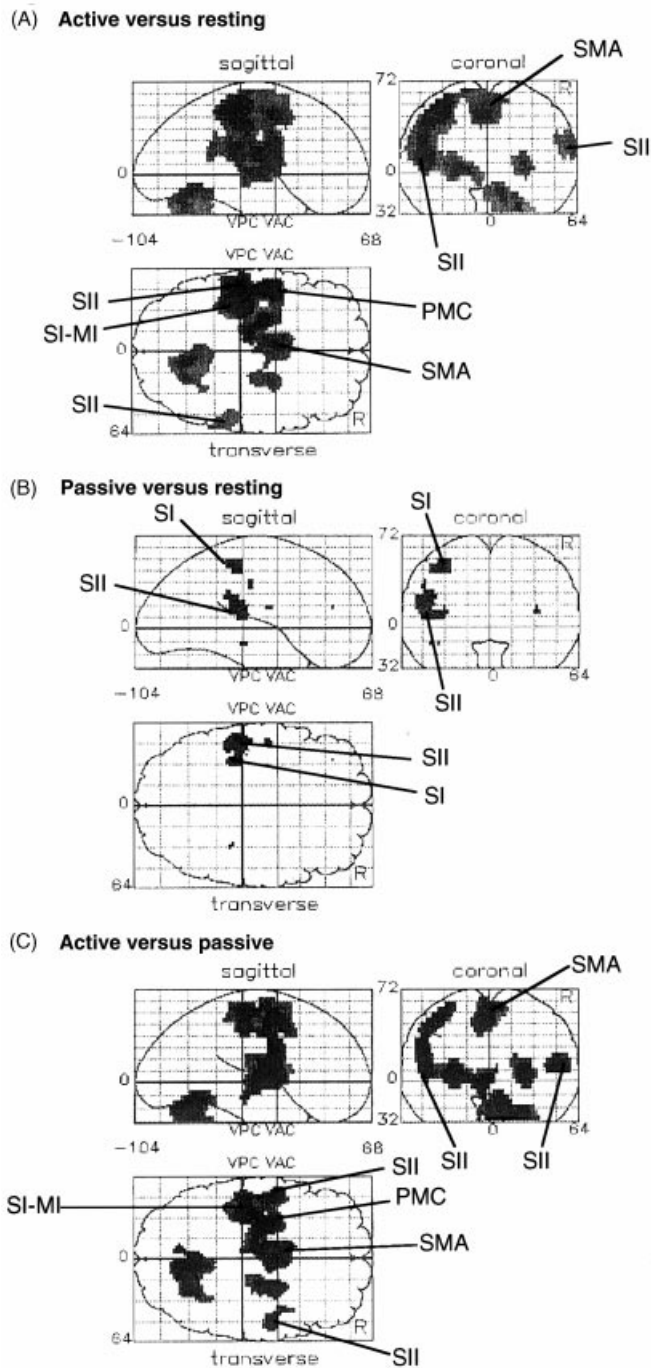 (A) Active versus resting
sagittal
coronal
SMA
72
R
SII
0
0
VPC VAC
32
0
64
-104
68
SII
VPC VAC
SII
PMC
SI-MI
0
SMA
SII
R
64
transverse
(B) Passive versus resting
SI
SI
sagittal
coronal
72
R
SII
0
0
VPC VAC
32
0
64
-104
68
SII
VPC VAC
SII
SI
0
R
64
transverse
(C) Active versus passive
SMA
sagittal
coronal
72
R
0
0
VPC VAC
32
0
64
-104
68
SII
SII
VPC VAC
SII
SI-MI
PMC
0
SMA
R
64
SII
transverse